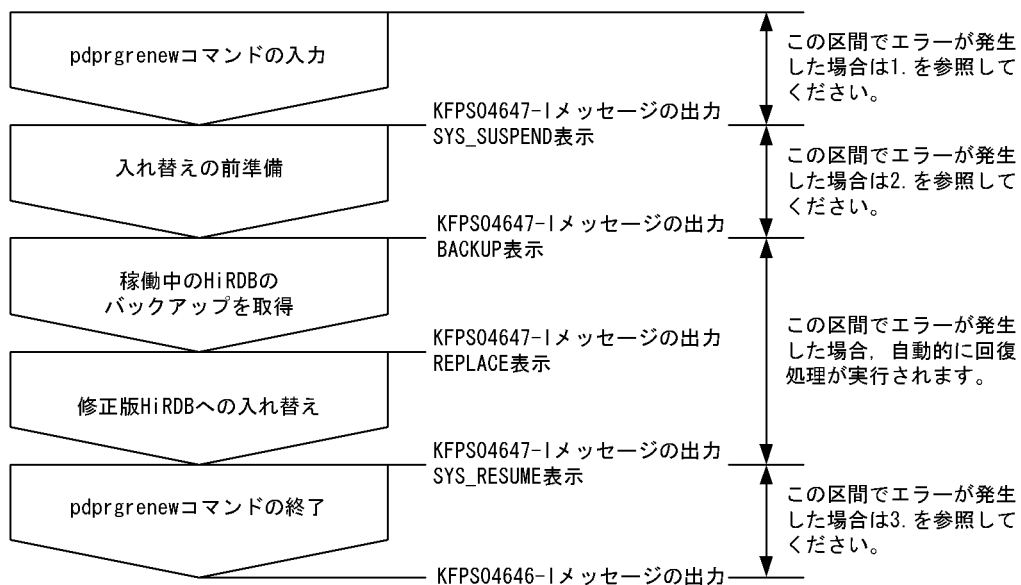 pdprgrenewコマンドの入力
この区間でエラーが発生
した場合は1.を参照して
ください。
KFPS04647-Iメッセージの出力
SYS_SUSPEND表示
入れ替えの前準備
この区間でエラーが発生
した場合は2.を参照して
ください。
KFPS04647-Iメッセージの出力
BACKUP表示
稼働中のHiRDBの
バックアップを取得
KFPS04647-Iメッセージの出力
REPLACE表示
この区間でエラーが発生
した場合，自動的に回復
処理が実行されます。
修正版HiRDBへの入れ替え
KFPS04647-Iメッセージの出力
SYS_RESUME表示
pdprgrenewコマンドの終了
この区間でエラーが発生
した場合は3.を参照して
ください。
KFPS04646-Iメッセージの出力